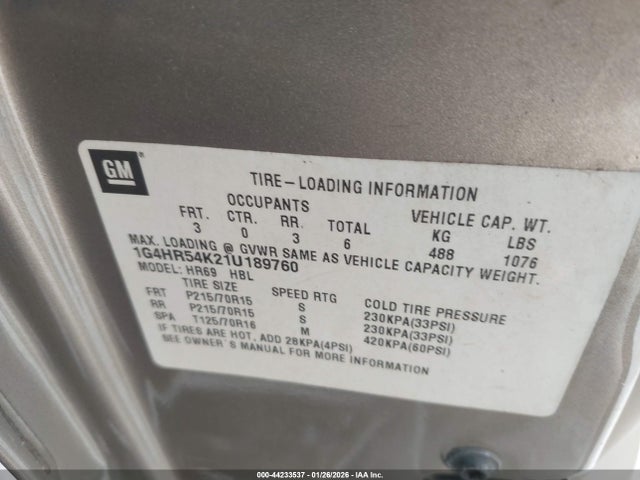 GM
TIRE-LOADING INFORMATION
OCCUPANTS VEHICLE CAP. WT.
FRT. CTR. RR. TOTAL KG LBS
3 0 3 6 488 1076
MAX. LOADING @ GVWR SAME AS VEHICLE CAPACITY WEIGHT.
1G4HR54K21U189760
MODEL: HR69 HBL
TIRE SIZE SPEED RTG COLD TIRE PRESSURE
FRT P215/70R15 S 230KPA(33PSI)
RR P215/70R15 S 230KPA(33PSI)
SPA T125/70R16 M 420KPA(60PSI)
IF TIRES ARE HOT, ADD 28KPA(4PSI)
SEE OWNER'S MANUAL FOR MORE INFORMATION
000-44233537 - 01/26/2026 - IAA Inc.